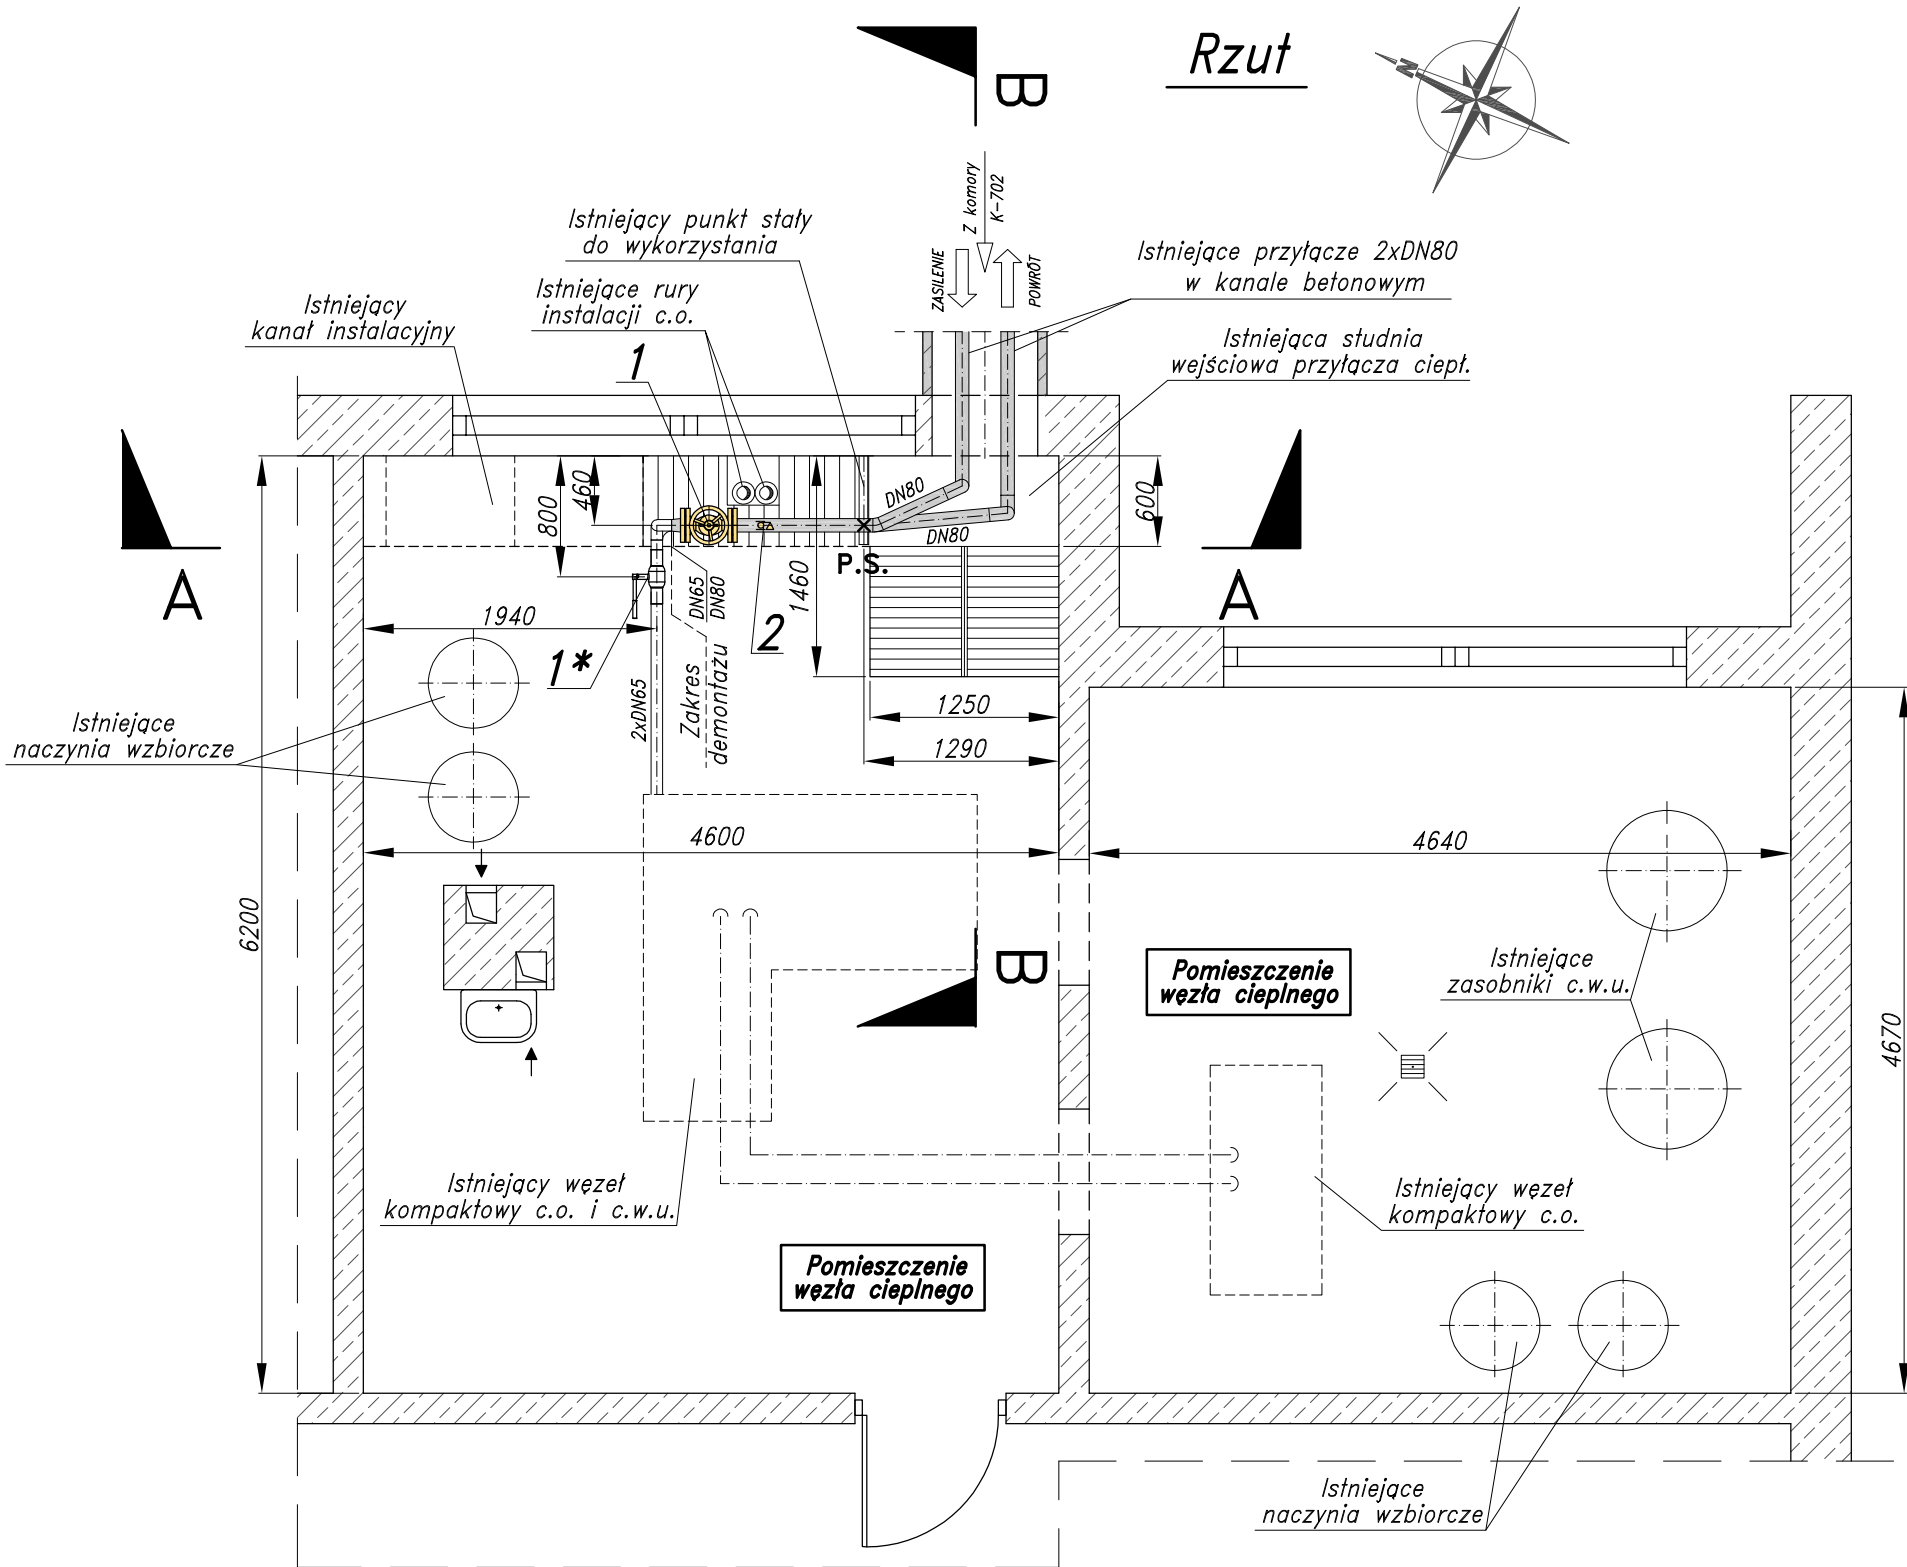 Rzut
N
B
Z komory
K-702
ZASILENIE
POWRÓT
Istniejący punkt stały
do wykorzystania
Istniejące rury
instalacji c.o.
Istniejący
kanał instalacyjny
1
Istniejące przyłącze 2xDN80
w kanale betonowym
Istniejąca studnia
wejściowa przyłącza ciepł.
A
A
800
460
600
1460
DN80
DN80
P.S.
DN65
DN80
2
1940
1*
2xDN65
Zakres
demontażu
1250
1290
Istniejące
naczynia wzbiorcze
4600
4640
6200
4670
B
Pomieszczenie
węzła cieplnego
Istniejące
zasobniki c.w.u.
Istniejący węzeł
kompaktowy c.o. i c.w.u.
Istniejący węzeł
kompaktowy c.o.
Pomieszczenie
węzła cieplnego
Istniejące
naczynia wzbiorcze